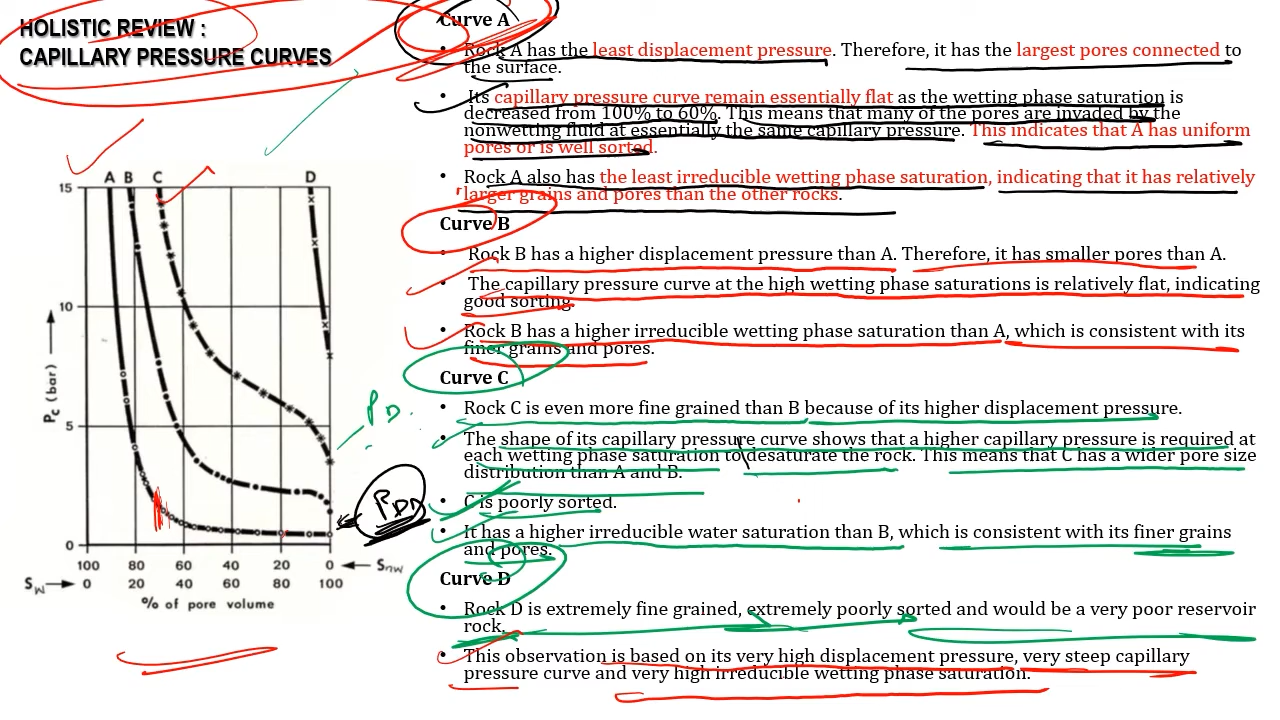 HOLISTIC REVIEW :
CAPILLARY PRESSURE CURVES
A B C D
15
10
5
0
Pc (bar)
100 80 60 40 20 0 Snw
Sw 0 20 40 60 80 100
% of pore volume
PD.
PDD
Curve A
• Rock A has the least displacement pressure. Therefore, it has the largest pores connected to
the surface.
• Its capillary pressure curve remain essentially flat as the wetting phase saturation is
decreased from 100% to 60%. This means that many of the pores are invaded by the
nonwetting fluid at essentially the same capillary pressure. This indicates that A has uniform
pores or is well sorted.
• Rock A also has the least irreducible wetting phase saturation, indicating that it has relatively
larger grains and pores than the other rocks.
Curve B
• Rock B has a higher displacement pressure than A. Therefore, it has smaller pores than A.
• The capillary pressure curve at the high wetting phase saturations is relatively flat, indicating
good sorting.
• Rock B has a higher irreducible wetting phase saturation than A, which is consistent with its
finer grains and pores.
Curve C
• Rock C is even more fine grained than B because of its higher displacement pressure.
• The shape of its capillary pressure curve shows that a higher capillary pressure is required at
each wetting phase saturation to desaturate the rock. This means that C has a wider pore size
distribution than A and B.
• C is poorly sorted.
• It has a higher irreducible water saturation than B, which is consistent with its finer grains
and pores.
Curve D
• Rock D is extremely fine grained, extremely poorly sorted and would be a very poor reservoir
rock.
• This observation is based on its very high displacement pressure, very steep capillary
pressure curve and very high irreducible wetting phase saturation.